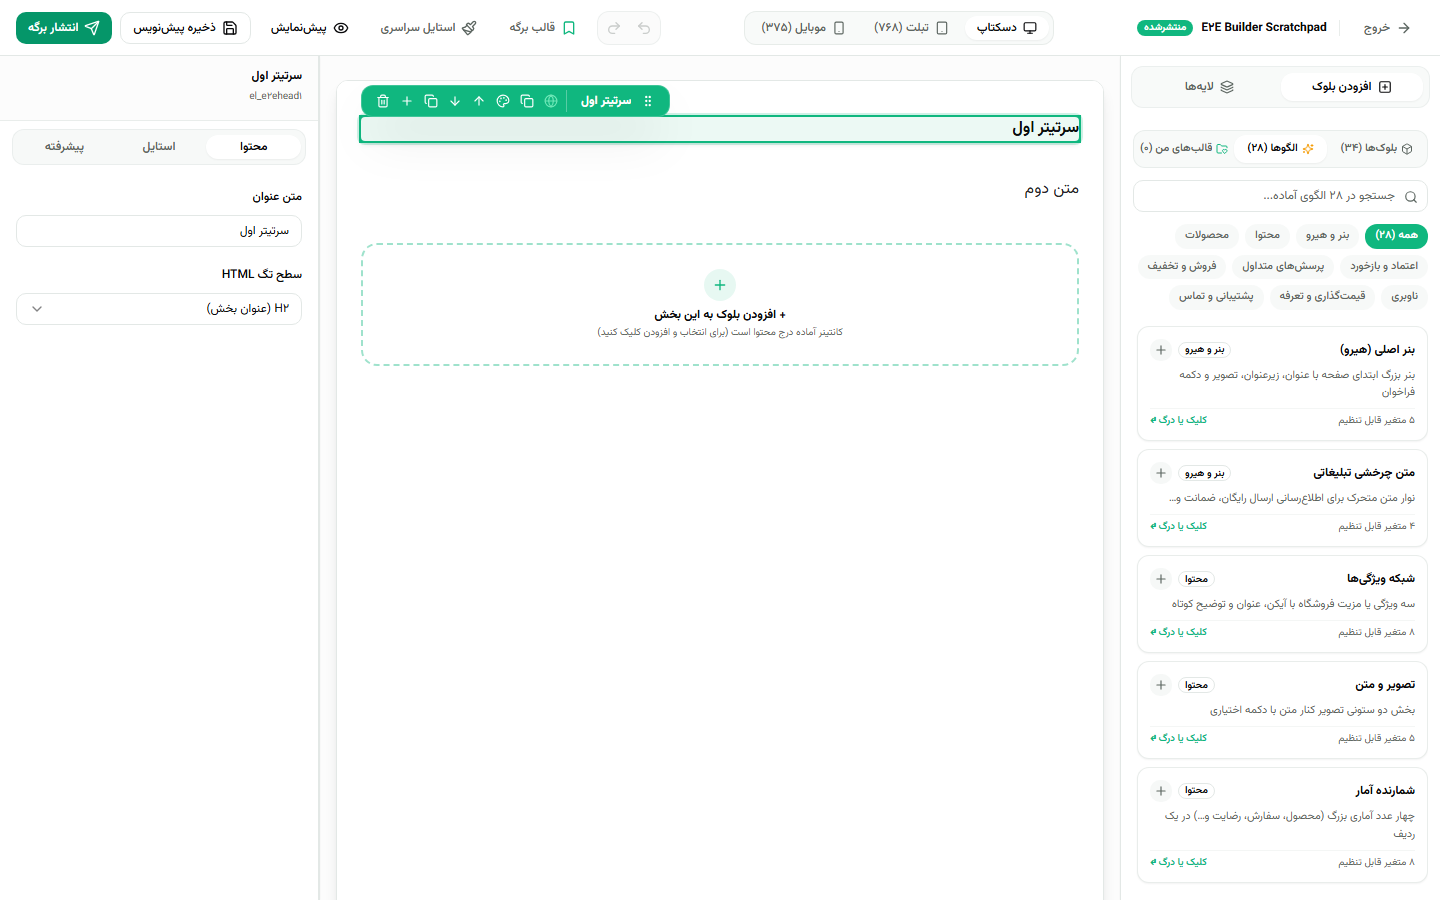 خروج
E۲E Builder Scratchpad
منتشرشده
دسکتاپ
تبلت (۷۶۸)
موبایل (۳۷۵)
قالب برگه
استایل سراسری
پیش‌نمایش
ذخیره پیش‌نویس
انتشار برگه
افزودن بلوک
لایه‌ها
بلوک‌ها (۳۴)
الگوها (۲۸)
قالب‌های من (۰)
جستجو در ۲۸ الگوی آماده...
همه (۲۸)
بنر و هیرو
محتوا
محصولات
اعتماد و بازخورد
پرسش‌های متداول
فروش و تخفیف
ناوبری
قیمت‌گذاری و تعرفه
پشتیبانی و تماس
بنر اصلی (هیرو)
بنر و هیرو
بنر بزرگ ابتدای صفحه با عنوان، زیرعنوان، تصویر و دکمه
فراخوان
۵ متغیر قابل تنظیم
کلیک یا درگ
متن چرخشی تبلیغاتی
بنر و هیرو
نوار متن متحرک برای اطلاع‌رسانی ارسال رایگان، ضمانت و...
۴ متغیر قابل تنظیم
کلیک یا درگ
شبکه ویژگی‌ها
محتوا
سه ویژگی یا مزیت فروشگاه با آیکن، عنوان و توضیح کوتاه
۸ متغیر قابل تنظیم
کلیک یا درگ
تصویر و متن
محتوا
بخش دو ستونی تصویر کنار متن با دکمه اختیاری
۵ متغیر قابل تنظیم
کلیک یا درگ
شمارنده آمار
محتوا
چهار عدد آماری بزرگ (محصول، سفارش، رضایت و...) در یک
ردیف
۸ متغیر قابل تنظیم
کلیک یا درگ
سرتیتر اول
سرتیتر اول
متن دوم
+ افزودن بلوک به این بخش
کانتینر آماده درج محتوا است (برای انتخاب و افزودن کلیک کنید)
سرتیتر اول
el_e۲ehead۱
محتوا
استایل
پیشرفته
متن عنوان
سرتیتر اول
سطح تگ HTML
H۲ (عنوان بخش)